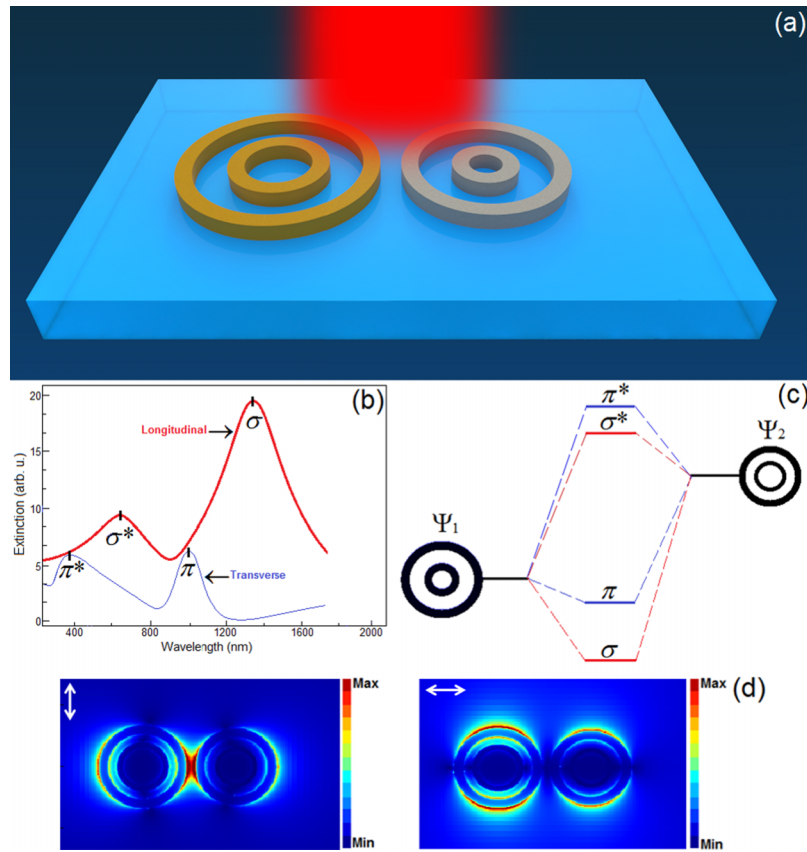 (a)
(b)
20
15
10
5
0
Extinction (arb. u.)
Longitudinal
σ
σ*
π*
π
Transverse
400 800 1200 1600 2000
Wavelength (nm)
(c)
π*
σ*
Ψ2
Ψ1
π
σ
Max
Min
(d)
Max
Min